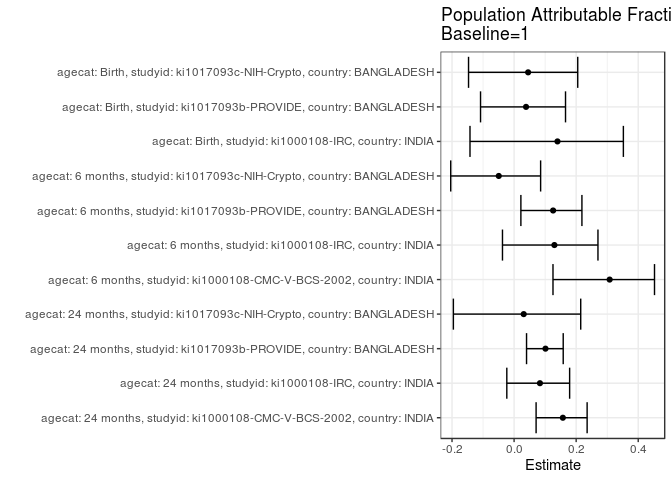 Population Attributable Fracti
Baseline=1
agecat: Birth, studyid: ki1017093c-NIH-Crypto, country: BANGLADESH
agecat: Birth, studyid: ki1017093b-PROVIDE, country: BANGLADESH
agecat: Birth, studyid: ki1000108-IRC, country: INDIA
agecat: 6 months, studyid: ki1017093c-NIH-Crypto, country: BANGLADESH
agecat: 6 months, studyid: ki1017093b-PROVIDE, country: BANGLADESH
agecat: 6 months, studyid: ki1000108-IRC, country: INDIA
agecat: 6 months, studyid: ki1000108-CMC-V-BCS-2002, country: INDIA
agecat: 24 months, studyid: ki1017093c-NIH-Crypto, country: BANGLADESH
agecat: 24 months, studyid: ki1017093b-PROVIDE, country: BANGLADESH
agecat: 24 months, studyid: ki1000108-IRC, country: INDIA
agecat: 24 months, studyid: ki1000108-CMC-V-BCS-2002, country: INDIA
-0.2 0.0 0.2 0.4
Estimate